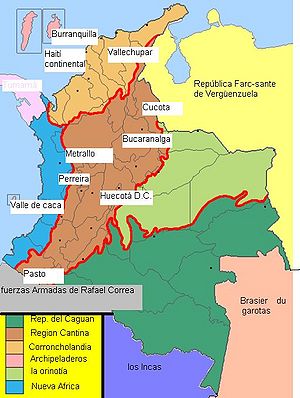 Burranquilla
Haití
continental
Vallechupar
República Farc-sante
de Vergüenzuela
Fumamá
Cucota
Metrallo
Bucaranalga
Perreira
Huecotá D.C.
Valle de caca
Pasto
fuerzas Armadas de Rafael Correa
Brasier du
garotas
los Incas
Rep. del Caguan
Region Cantina
Corroncholandia
Archipeladeros
la orinotia
Nueva Africa